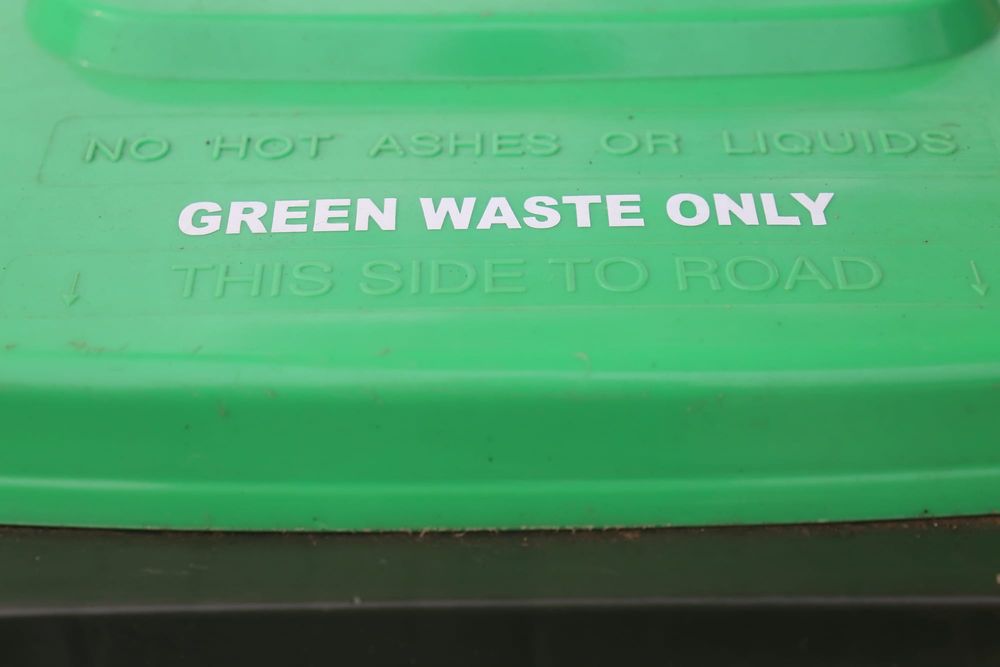 NO HOT ASHES OR LIQUIDS
GREEN WASTE ONLY
THIS SIDE TO ROAD